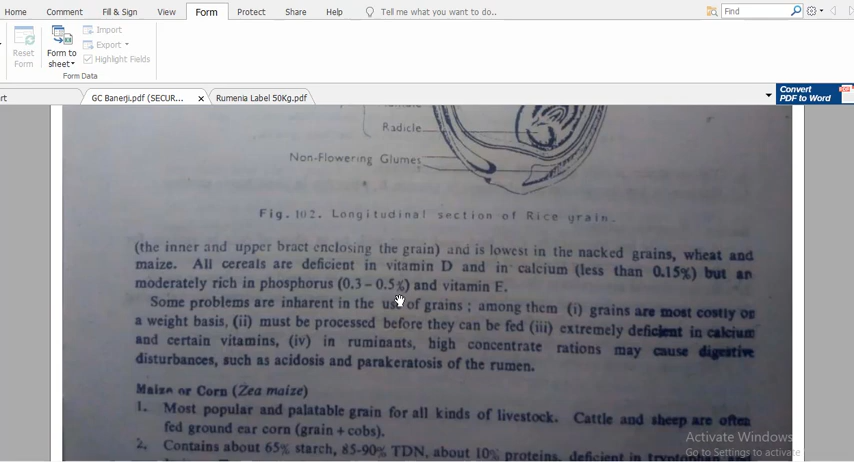 Home Comment Fill & Sign View Form Protect Share Help Tell me what you want to do.. Find
Reset Form
Form to sheet
Import
Export
Highlight Fields
Form Data
rt GC Banerji.pdf (SECUR... × Rumenia Label 50Kg.pdf
Convert PDF to Word
Radicle
Non-Flowering Glumes
Fig. 102. Longitudinal section of Rice grain.
(the inner and upper bract enclosing the grain) and is lowest in the nacked grains, wheat and
maize. All cereals are deficient in vitamin D and in calcium (less than 0.15%) but an
moderately rich in phosphorus (0.3 – 0.5%) and vitamin E.
Some problems are inharent in the use of grains ; among them (i) grains are most costly on
a weight basis, (ii) must be processed before they can be fed (iii) extremely deficient in calcium
and certain vitamins, (iv) in ruminants, high concentrate rations may cause digestive
disturbances, such as acidosis and parakeratosis of the rumen.
Maize or Corn (Zea maize)
1. Most popular and palatable grain for all kinds of livestock. Cattle and sheep are often
fed ground ear corn (grain + cobs).
2. Contains about 65% starch, 85-90% TDN, about 10% proteins, deficient in tryptophan and
Activate Windows
Go to Settings to activate